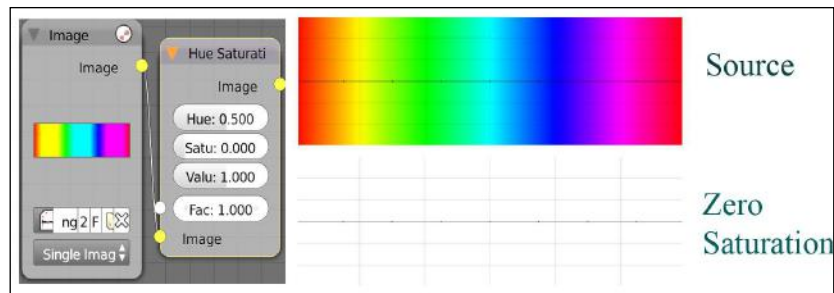 Image
Image
ng 2 F
Single Imag
Hue Saturati
Image
Hue: 0.500
Satu: 0.000
Valu: 1.000
Fac: 1.000
Image
Source
Zero
Saturation